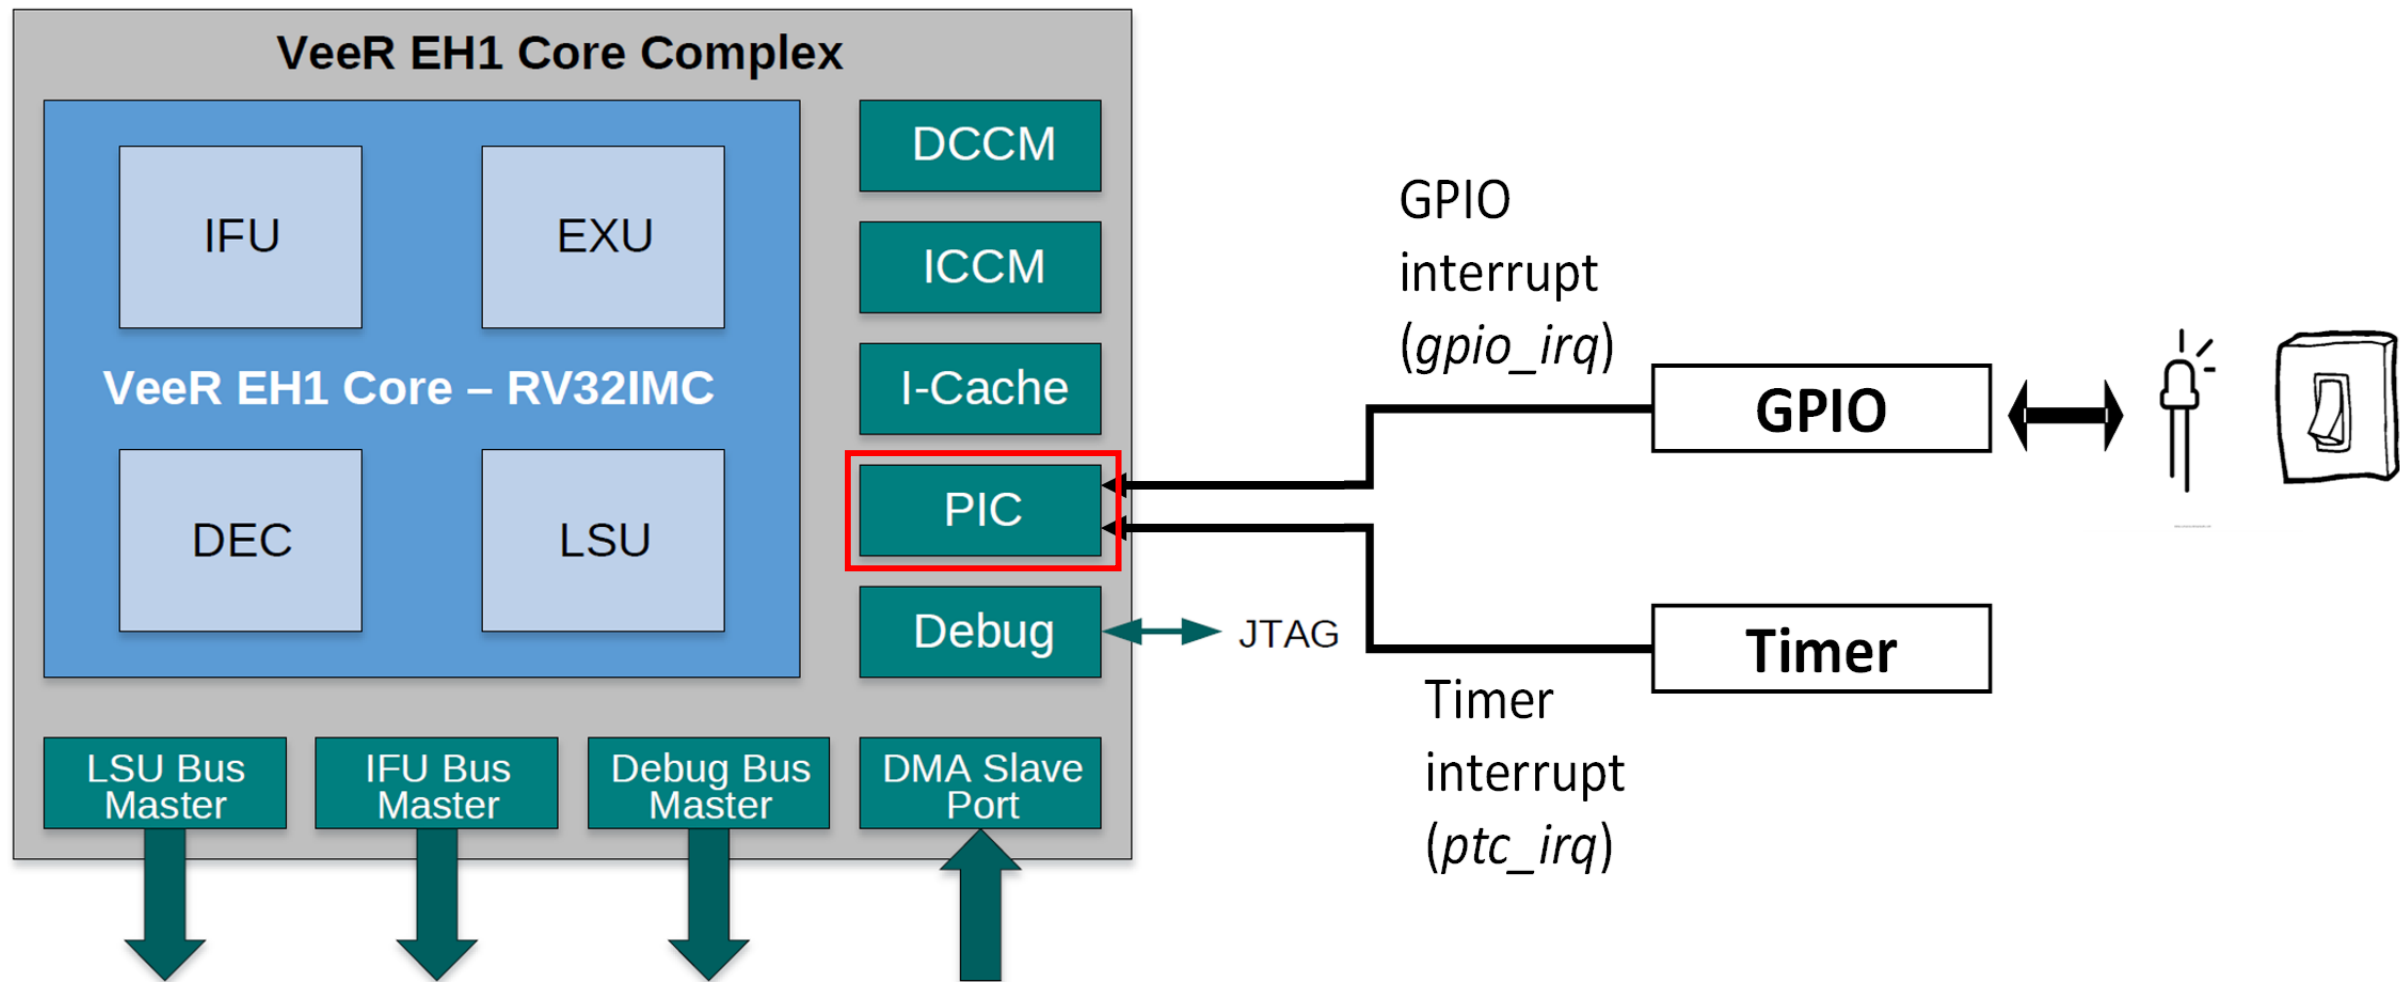 VeeR EH1 Core Complex
IFU
EXU
VeeR EH1 Core – RV32IMC
DEC
LSU
DCCM
ICCM
I-Cache
PIC
Debug
JTAG
LSU Bus
Master
IFU Bus
Master
Debug Bus
Master
DMA Slave
Port
GPIO
interrupt
(gpio_irq)
GPIO
Timer
Timer
interrupt
(ptc_irq)